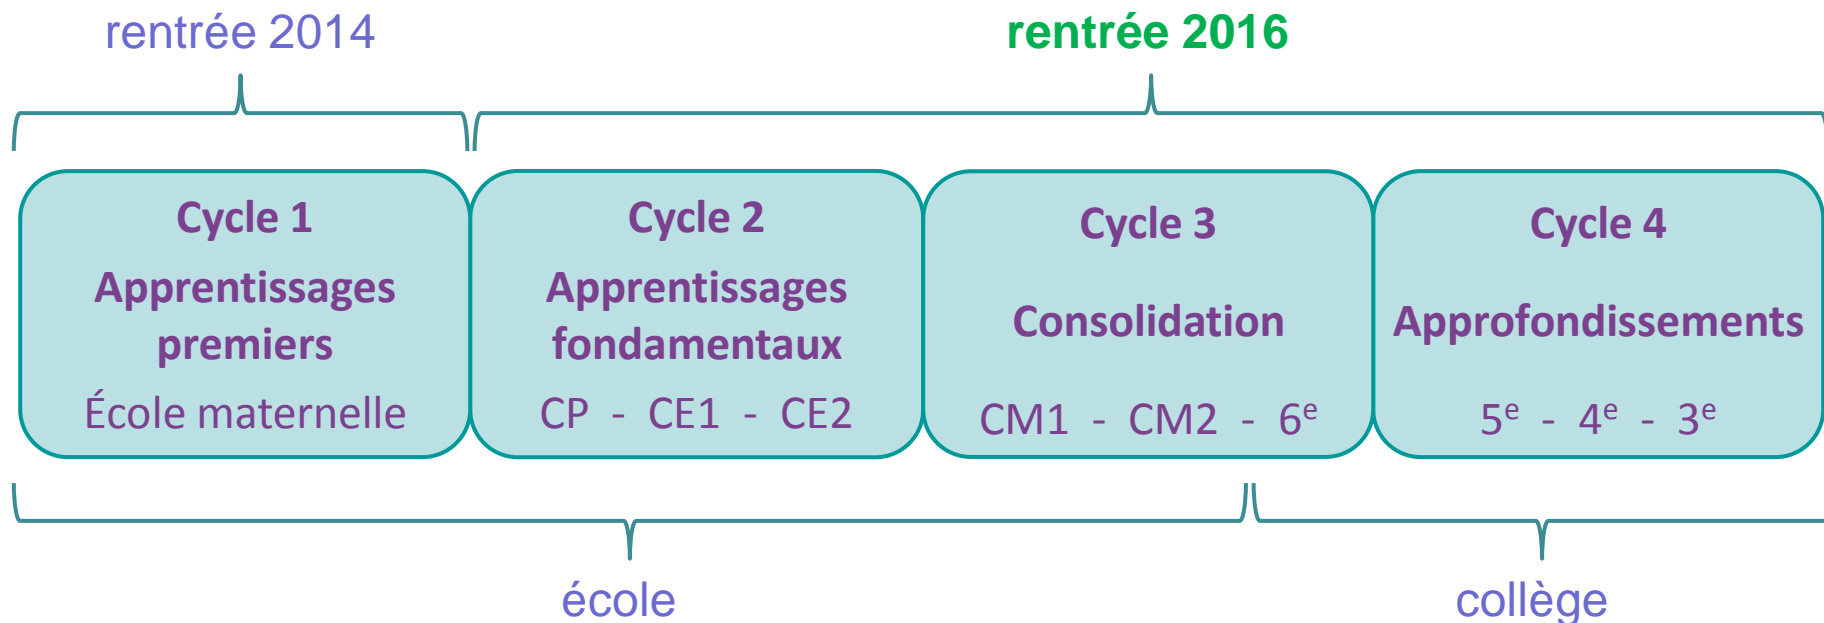 rentrée 2014
rentrée 2016
Cycle 1
Apprentissages
premiers
École maternelle
Cycle 2
Apprentissages
fondamentaux
CP - CE1 - CE2
Cycle 3
Consolidation
CM1 - CM2 - 6e
Cycle 4
Approfondissements
5e - 4e - 3e
école
collège